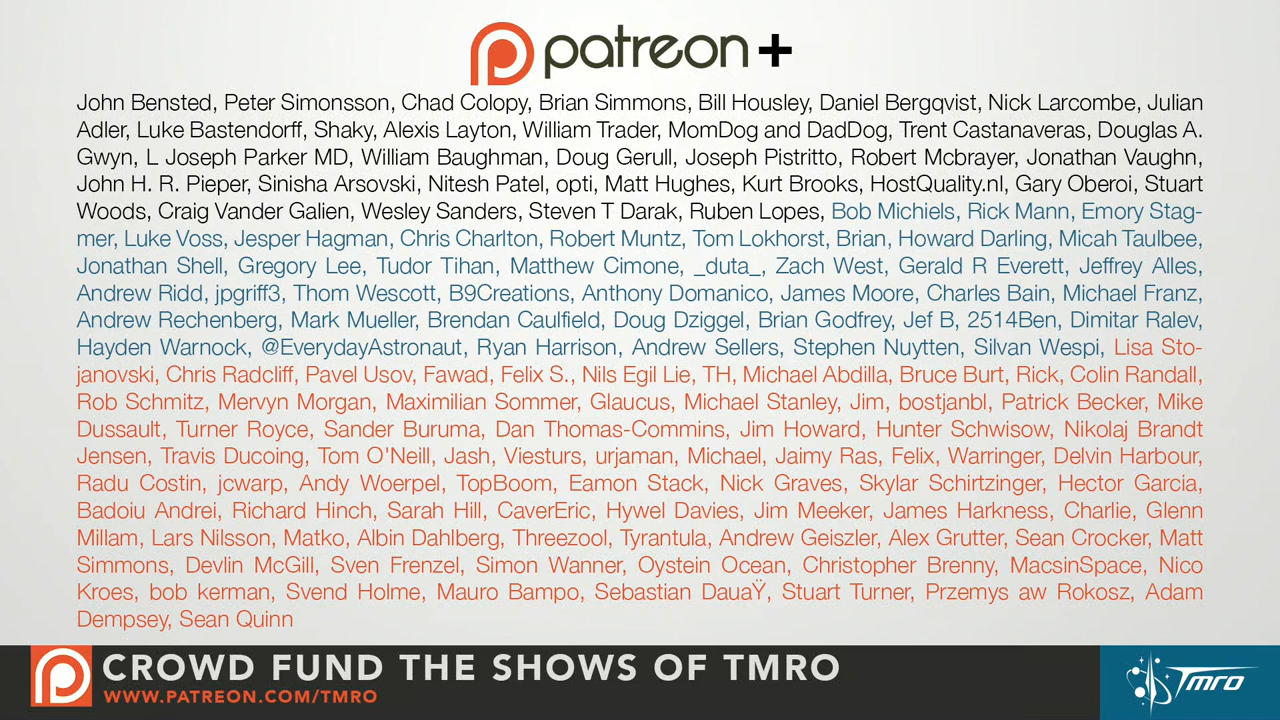 patreon+
John Bensted, Peter Simonsson, Chad Colopy, Brian Simmons, Bill Housley, Daniel Bergqvist, Nick Larcombe, Julian
Adler, Luke Bastendorff, Shaky, Alexis Layton, William Trader, MomDog and DadDog, Trent Castanaveras, Douglas A.
Gwyn, L Joseph Parker MD, William Baughman, Doug Gerull, Joseph Pistritto, Robert Mcbrayer, Jonathan Vaughn,
John H. R. Pieper, Sinisha Arsovski, Nitesh Patel, opti, Matt Hughes, Kurt Brooks, HostQuality.nl, Gary Oberoi, Stuart
Woods, Craig Vander Galien, Wesley Sanders, Steven T Darak, Ruben Lopes, Bob Michiels, Rick Mann, Emory Stag-
mer, Luke Voss, Jesper Hagman, Chris Charlton, Robert Muntz, Tom Lokhorst, Brian, Howard Darling, Micah Taulbee,
Jonathan Shell, Gregory Lee, Tudor Tihan, Matthew Cimone, _duta_, Zach West, Gerald R Everett, Jeffrey Alles,
Andrew Ridd, jpgriff3, Thom Wescott, B9Creations, Anthony Domanico, James Moore, Charles Bain, Michael Franz,
Andrew Rechenberg, Mark Mueller, Brendan Caulfield, Doug Dziggel, Brian Godfrey, Jef B, 2514Ben, Dimitar Ralev,
Hayden Warnock, @EverydayAstronaut, Ryan Harrison, Andrew Sellers, Stephen Nuytten, Silvan Wespi, Lisa Sto-
janovski, Chris Radcliff, Pavel Usov, Fawad, Felix S., Nils Egil Lie, TH, Michael Abdilla, Bruce Burt, Rick, Colin Randall,
Rob Schmitz, Mervyn Morgan, Maximilian Sommer, Glaucus, Michael Stanley, Jim, bostjanbl, Patrick Becker, Mike
Dussault, Turner Royce, Sander Buruma, Dan Thomas-Commins, Jim Howard, Hunter Schwisow, Nikolaj Brandt
Jensen, Travis Ducoing, Tom O'Neill, Jash, Viesturs, urjaman, Michael, Jaimy Ras, Felix, Warringer, Delvin Harbour,
Radu Costin, jcwarp, Andy Woerpel, TopBoom, Eamon Stack, Nick Graves, Skylar Schirtzinger, Hector Garcia,
Badoiu Andrei, Richard Hinch, Sarah Hill, CaverEric, Hywel Davies, Jim Meeker, James Harkness, Charlie, Glenn
Millam, Lars Nilsson, Matko, Albin Dahlberg, Threezool, Tyrantula, Andrew Geiszler, Alex Grutter, Sean Crocker, Matt
Simmons, Devlin McGill, Sven Frenzel, Simon Wanner, Oystein Ocean, Christopher Brenny, MacsinSpace, Nico
Kroes, bob kerman, Svend Holme, Mauro Bampo, Sebastian DauaŸ, Stuart Turner, Przemys aw Rokosz, Adam
Dempsey, Sean Quinn
CROWD FUND THE SHOWS OF TMRO
WWW.PATREON.COM/TMRO
Tmro